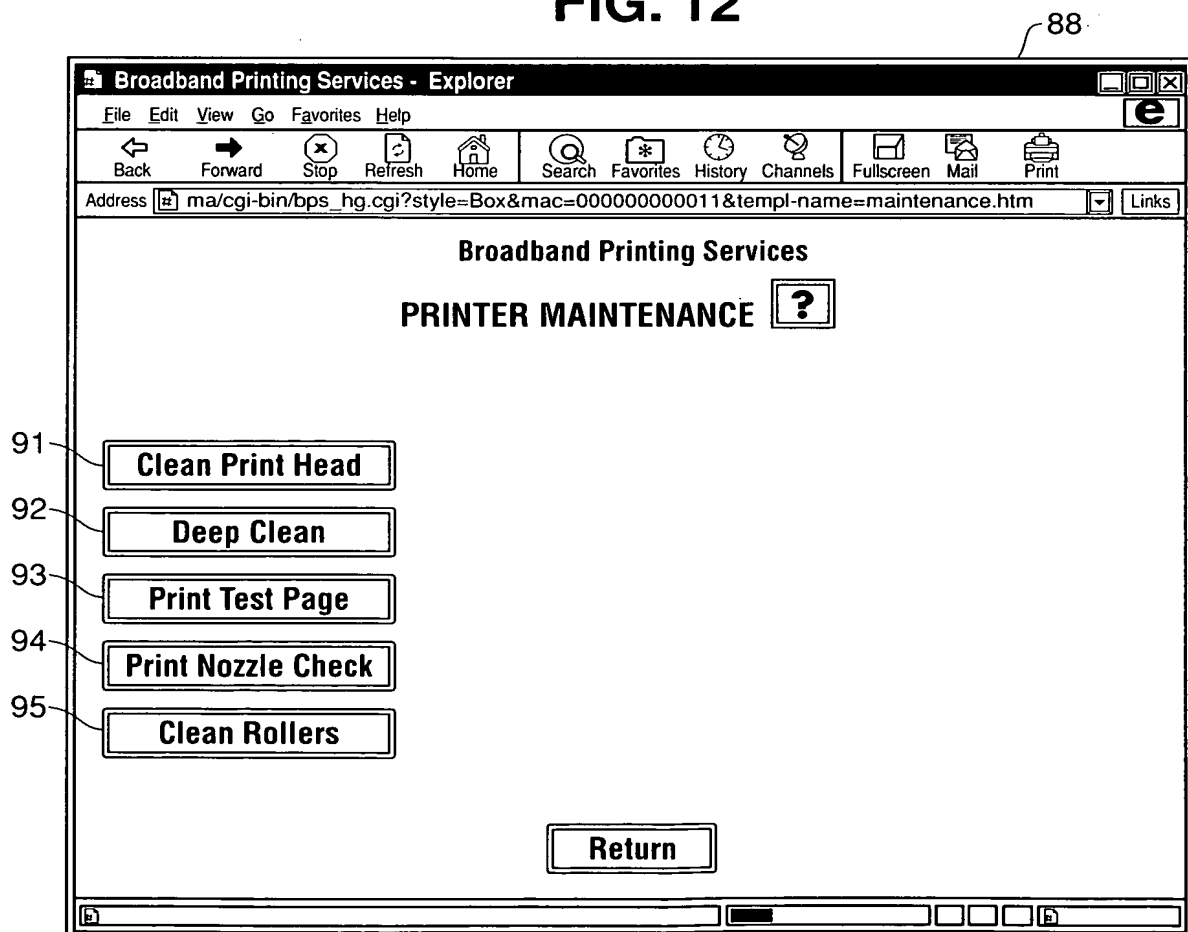 FIG. 12
88
Broadband Printing Services - Explorer
File Edit View Go Favorites Help
e
Back Forward Stop Refresh Home Search Favorites History Channels Fullscreen Mail Print
Address ma/cgi-bin/bps_hg.cgi?style=Box&mac=000000000011&templ-name=maintenance.htm Links
Broadband Printing Services
PRINTER MAINTENANCE ?
91 Clean Print Head
92 Deep Clean
93 Print Test Page
94 Print Nozzle Check
95 Clean Rollers
Return